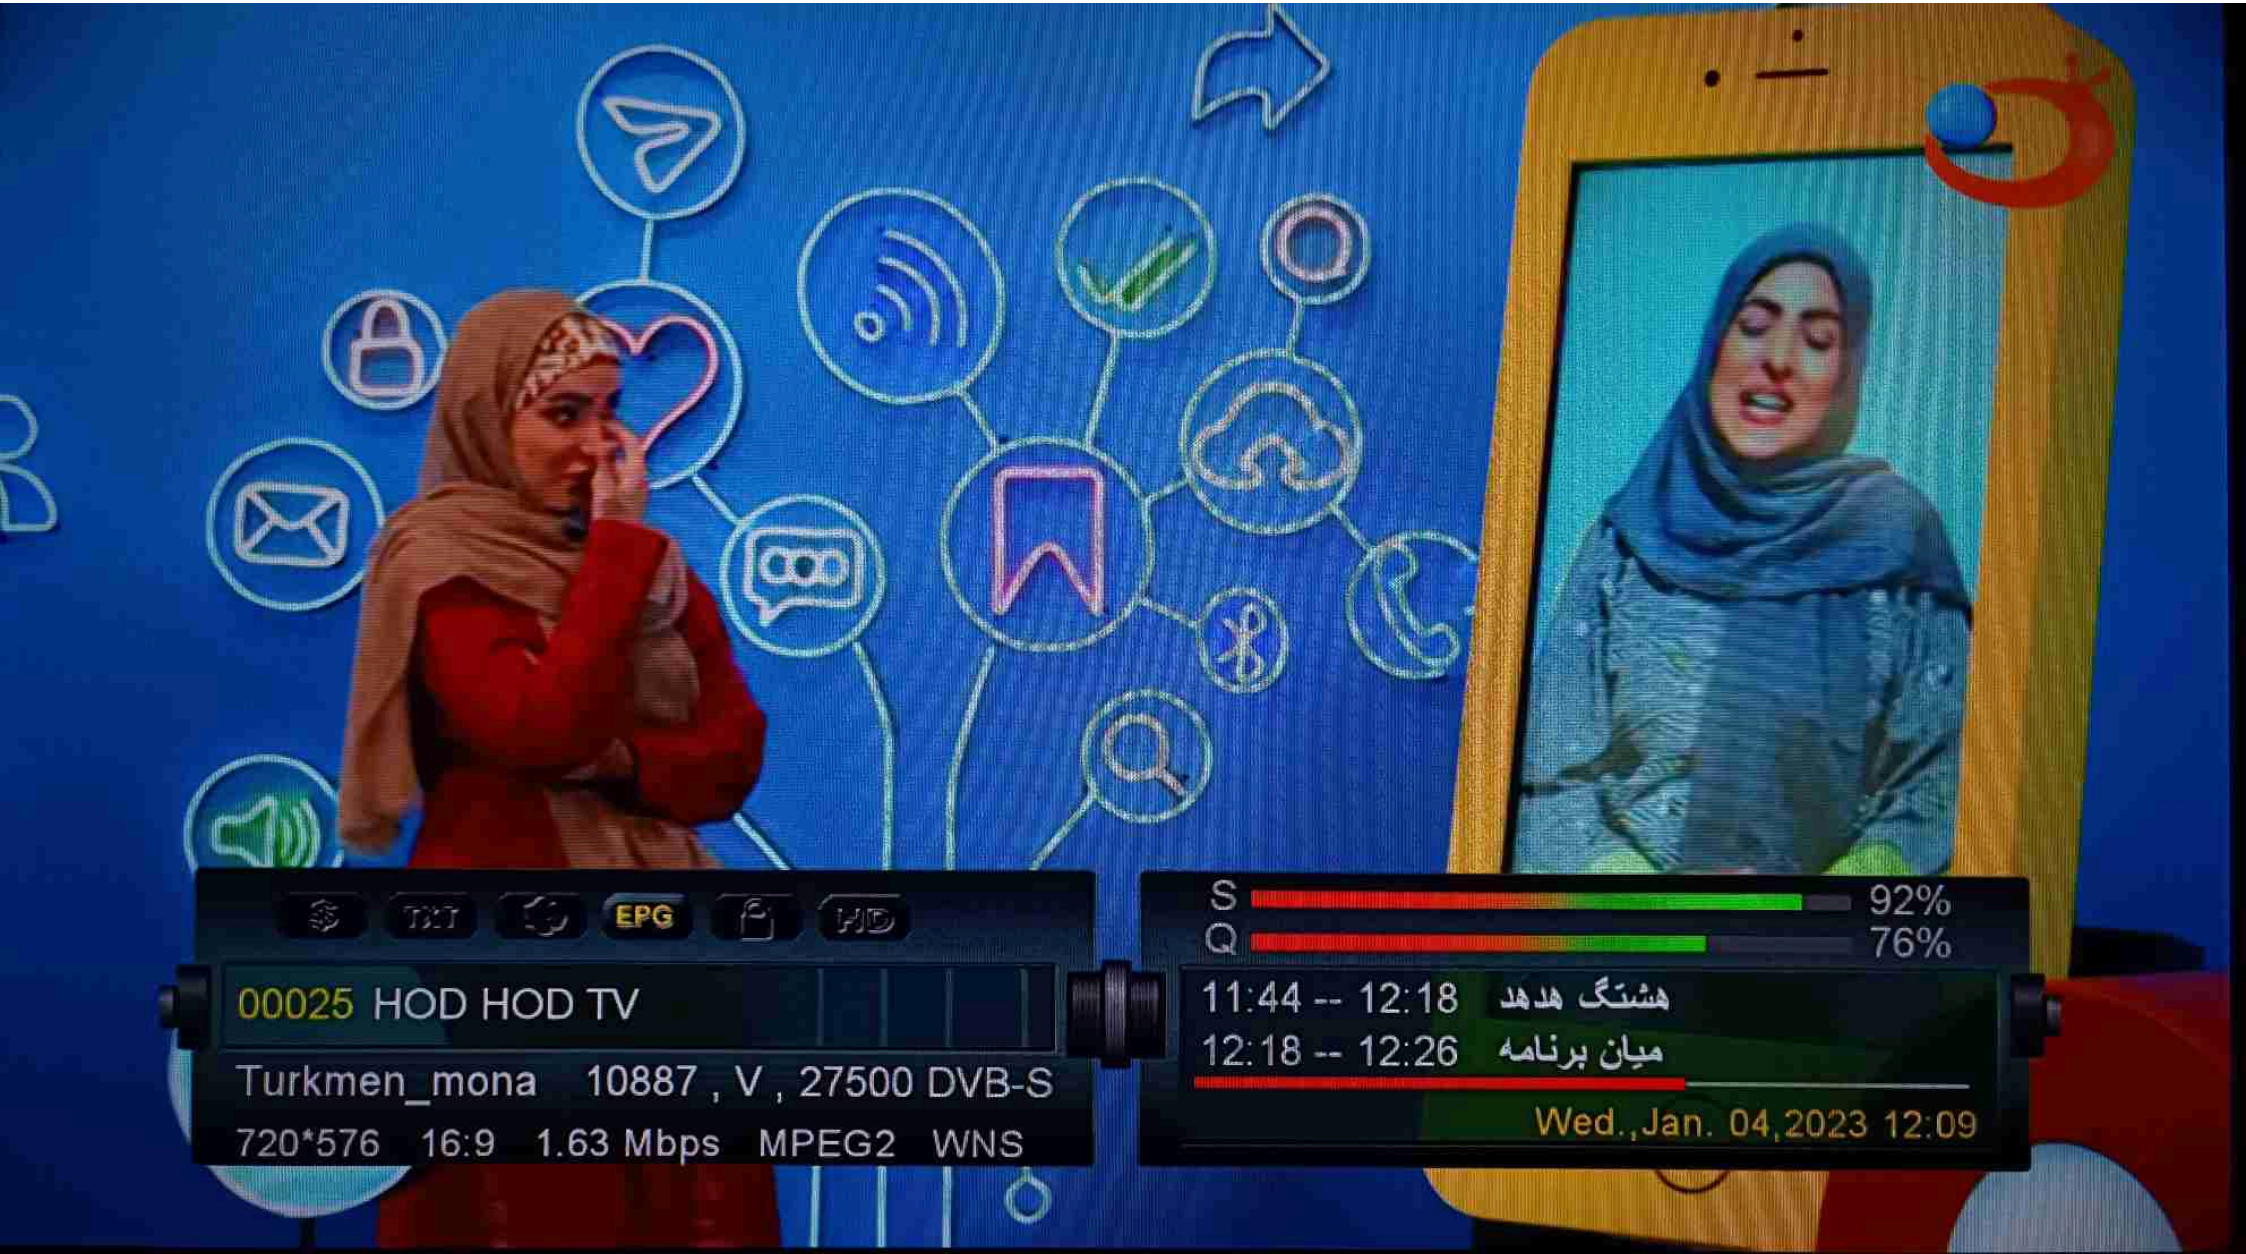 TXT EPG HD
00025 HOD HOD TV
Turkmen_mona 10887 , V , 27500 DVB-S
720*576 16:9 1.63 Mbps MPEG2 WNS
S 92%
Q 76%
11:44 -- 12:18 هشتگ هدهد
12:18 -- 12:26 میان برنامه
Wed.,Jan. 04,2023 12:09